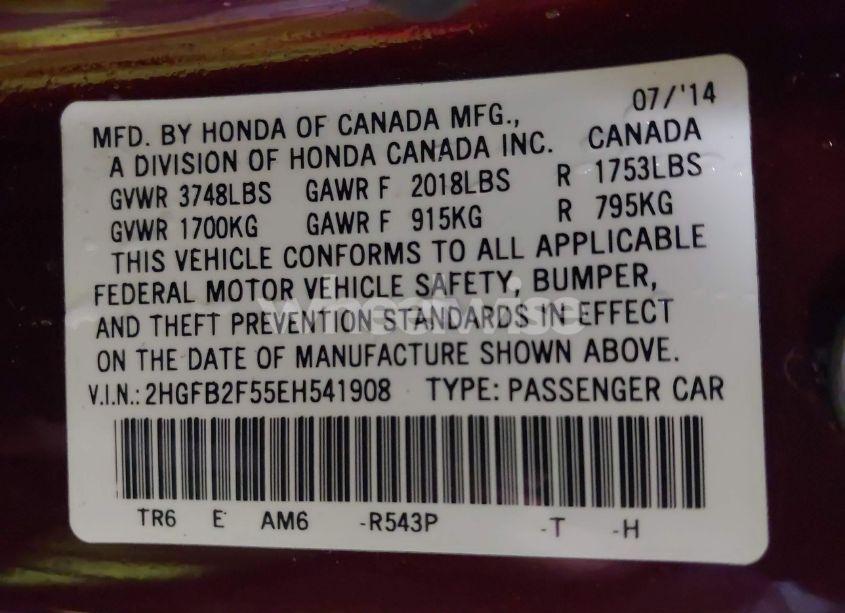 07/'14
MFD. BY HONDA OF CANADA MFG.,
A DIVISION OF HONDA CANADA INC. CANADA
GVWR 3748LBS GAWR F 2018LBS R 1753LBS
GVWR 1700KG GAWR F 915KG R 795KG
THIS VEHICLE CONFORMS TO ALL APPLICABLE
FEDERAL MOTOR VEHICLE SAFETY, BUMPER,
AND THEFT PREVENTION STANDARDS IN EFFECT
ON THE DATE OF MANUFACTURE SHOWN ABOVE.
V.I.N.: 2HGFB2F55EH541908 TYPE: PASSENGER CAR
TR6 E AM6 -R543P -T -H